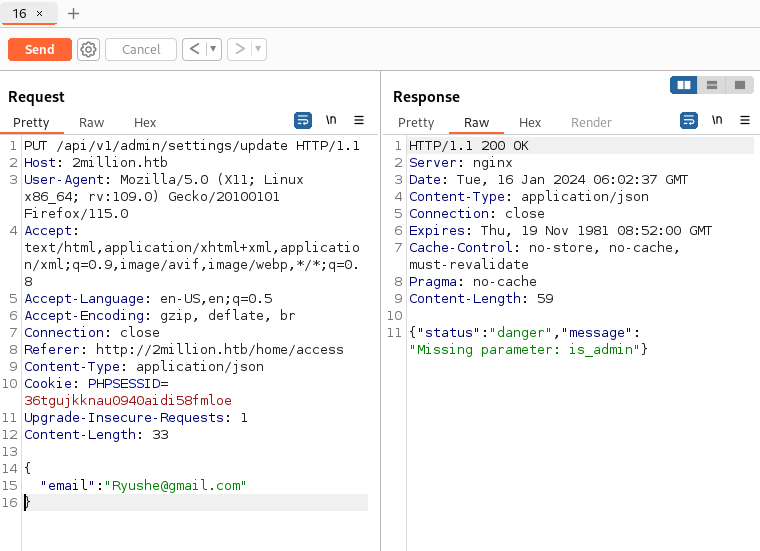 16 × +
Send Cancel < ▼ > ▼
Request
Pretty Raw Hex \n
1 PUT /api/v1/admin/settings/update HTTP/1.1
2 Host: 2million.htb
3 User-Agent: Mozilla/5.0 (X11; Linux
x86_64; rv:109.0) Gecko/20100101
Firefox/115.0
4 Accept:
text/html,application/xhtml+xml,applicatio
n/xml;q=0.9,image/avif,image/webp,*/*;q=0.
8
5 Accept-Language: en-US,en;q=0.5
6 Accept-Encoding: gzip, deflate, br
7 Connection: close
8 Referer: http://2million.htb/home/access
9 Content-Type: application/json
10 Cookie: PHPSESSID=
36tgujkknau0940aidi58fmloe
11 Upgrade-Insecure-Requests: 1
12 Content-Length: 33
13
14 {
15 "email":"Ryushe@gmail.com"
16 }
Response
Pretty Raw Hex Render \n
1 HTTP/1.1 200 OK
2 Server: nginx
3 Date: Tue, 16 Jan 2024 06:02:37 GMT
4 Content-Type: application/json
5 Connection: close
6 Expires: Thu, 19 Nov 1981 08:52:00 GMT
7 Cache-Control: no-store, no-cache,
must-revalidate
8 Pragma: no-cache
9 Content-Length: 59
10
11 {"status":"danger","message":
"Missing parameter: is_admin"}